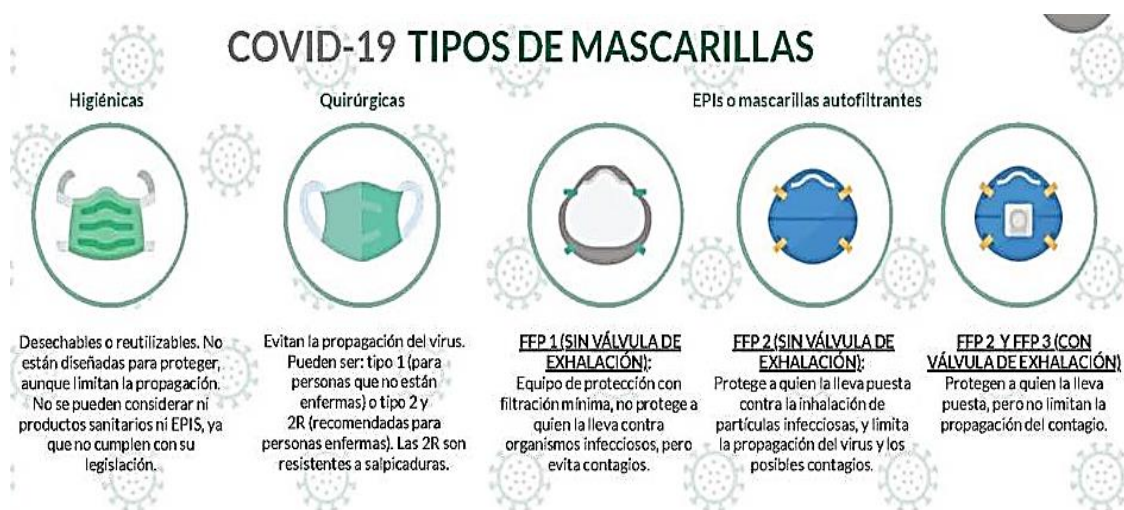 COVID-19 TIPOS DE MASCARILLAS
Higiénicas
Desechables o reutilizables. No
están diseñadas para proteger,
aunque limitan la propagación.
No se pueden considerar ni
productos sanitarios ni EPIS, ya
que no cumplen con su
legislación.
Quirúrgicas
Evitan la propagación del virus.
Pueden ser: tipo 1 (para
personas que no están
enfermas) o tipo 2 y
2R (recomendadas para
personas enfermas). Las 2R son
resistentes a salpicaduras.
EPIs o mascarillas autofiltrantes
FFP 1 (SIN VÁLVULA DE
EXHALACIÓN):
Equipo de protección con
filtración mínima, no protege a
quien la lleva contra
organismos infecciosos, pero
evita contagios.
FFP 2 (SIN VÁLVULA DE
EXHALACIÓN):
Protege a quien la lleva puesta
contra la inhalación de
partículas infecciosas, y limita
la propagación del virus y los
posibles contagios.
FFP 2 Y FFP 3 (CON
VÁLVULA DE EXHALACIÓN)
Protegen a quien la lleva
puesta, pero no limitan la
propagación del contagio.